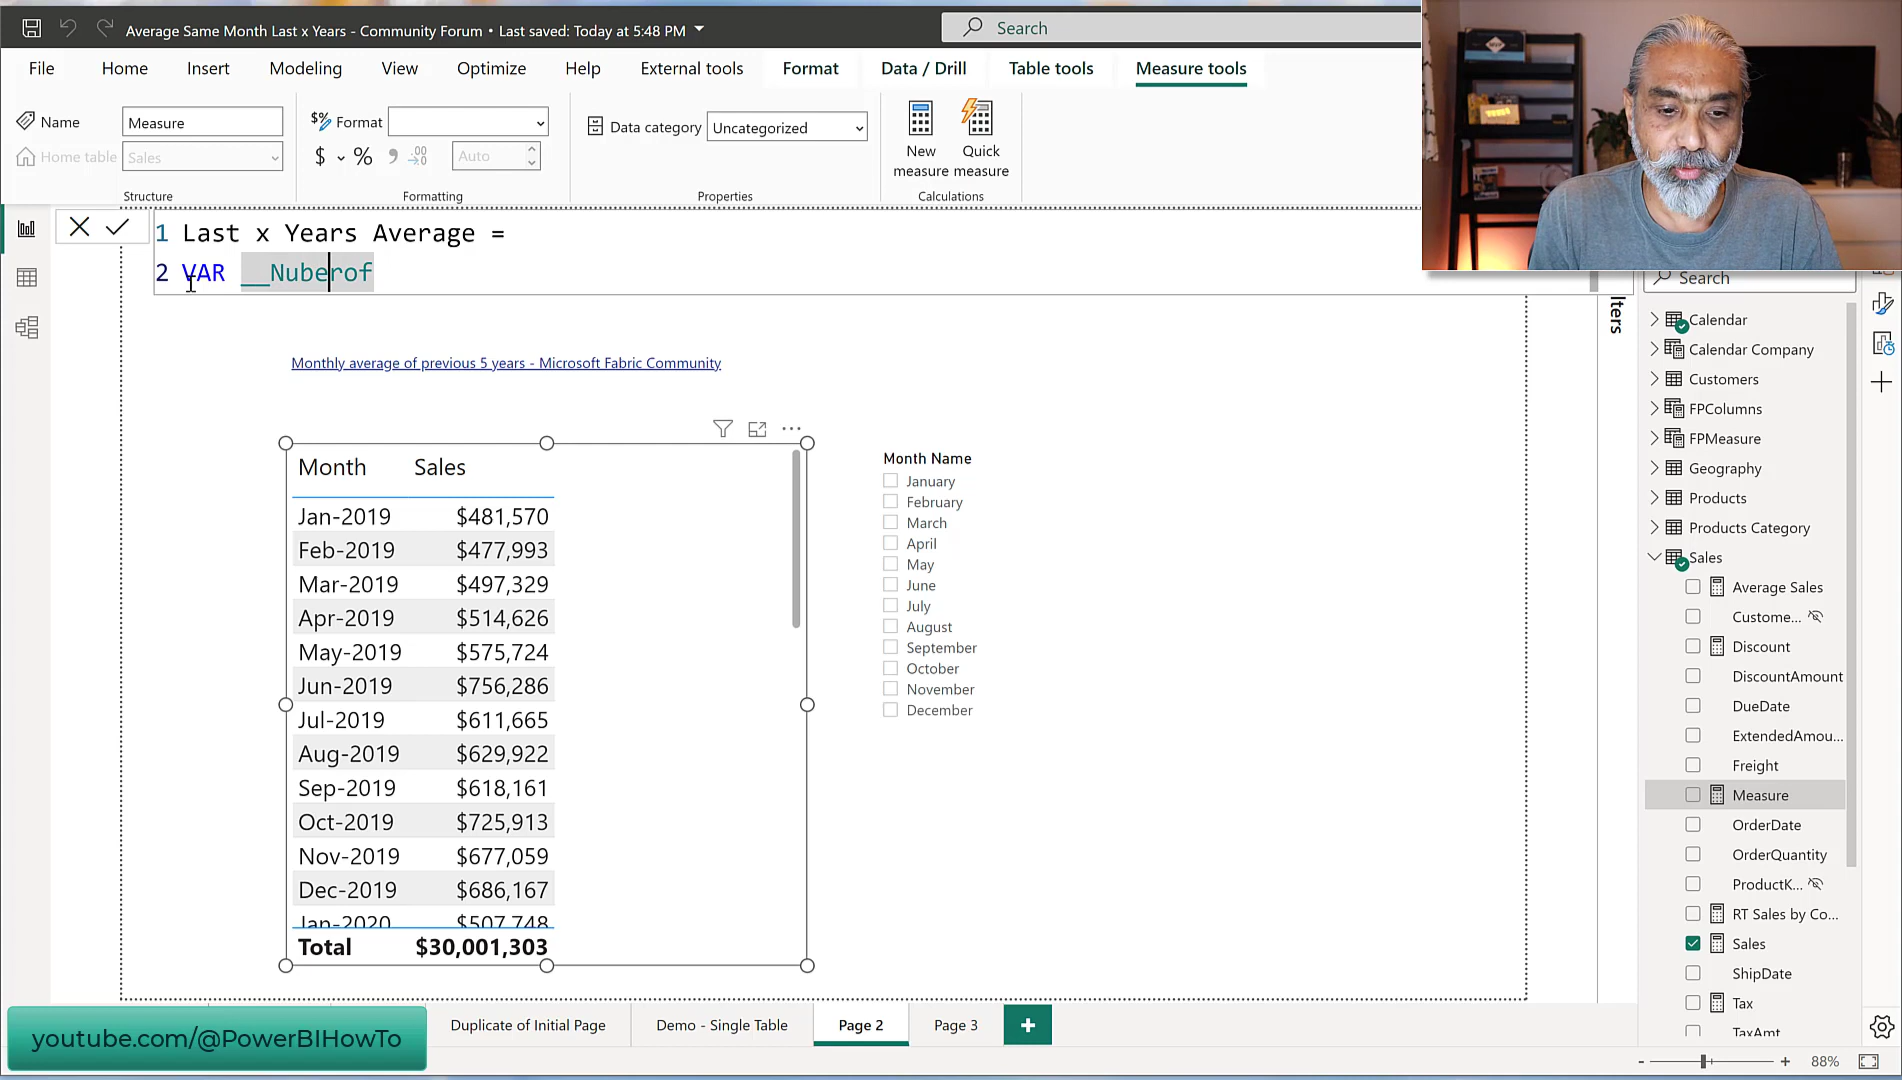 Average Same Month Last x Years - Community Forum • Last saved: Today at 5:48 PM
Search
File Home Insert Modeling View Optimize Help External tools Format Data / Drill Table tools Measure tools
Name Measure
Home table Sales
Structure
Format
$ % Auto
Formatting
Data category Uncategorized
Properties
New measure
Quick measure
Calculations
1 Last x Years Average =
2 VAR __Nuberof
Monthly average of previous 5 years - Microsoft Fabric Community
Month Sales
Jan-2019 $481,570
Feb-2019 $477,993
Mar-2019 $497,329
Apr-2019 $514,626
May-2019 $575,724
Jun-2019 $756,286
Jul-2019 $611,665
Aug-2019 $629,922
Sep-2019 $618,161
Oct-2019 $725,913
Nov-2019 $677,059
Dec-2019 $686,167
Jan-2020 $507,748
Total $30,001,303
Month Name
January
February
March
April
May
June
July
August
September
October
November
December
lters
Search
Calendar
Calendar Company
Customers
FPColumns
FPMeasure
Geography
Products
Products Category
Sales
Average Sales
Custome...
Discount
DiscountAmount
DueDate
ExtendedAmou...
Freight
Measure
OrderDate
OrderQuantity
ProductK...
RT Sales by Co...
Sales
ShipDate
Tax
TaxAmt
youtube.com/@PowerBIHowTo
Duplicate of Initial Page Demo - Single Table Page 2 Page 3 +
- + 88%